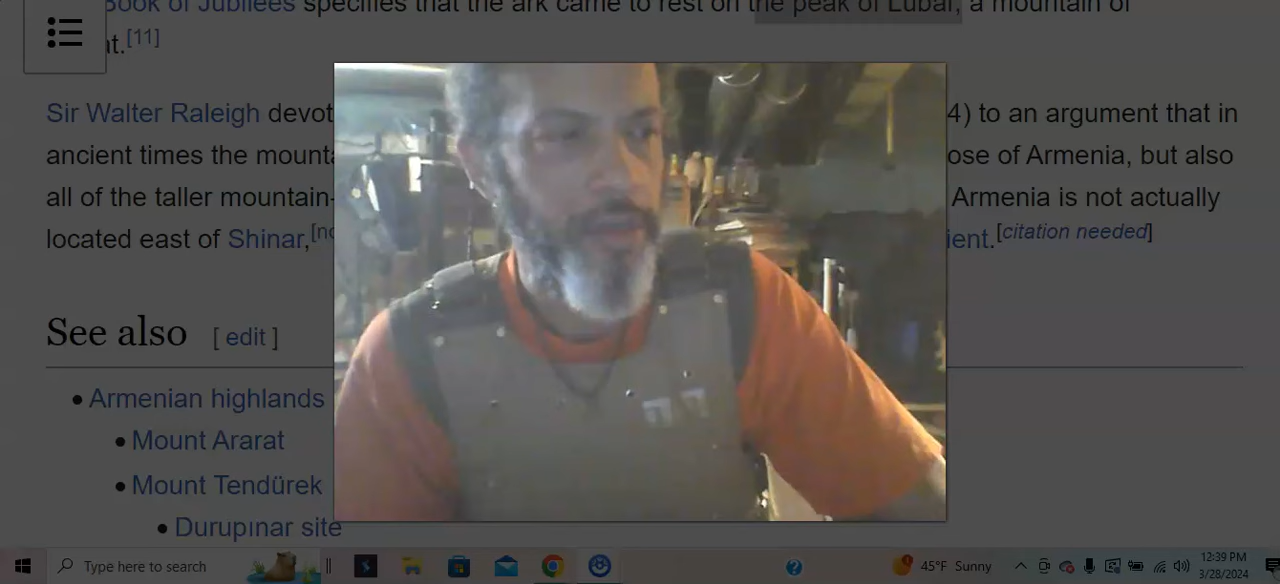 Book of Jubilees specifies that the ark came to rest on the peak of Lubar, a mountain of
at.[11]
Sir Walter Raleigh devot 4) to an argument that in
ancient times the mounta ose of Armenia, but also
all of the taller mountain- Armenia is not actually
located east of Shinar,[no ient.[citation needed]
See also [ edit ]
Armenian highlands
Mount Ararat
Mount Tendürek
Durupınar site
Type here to search
45°F Sunny
12:39 PM
3/28/2024